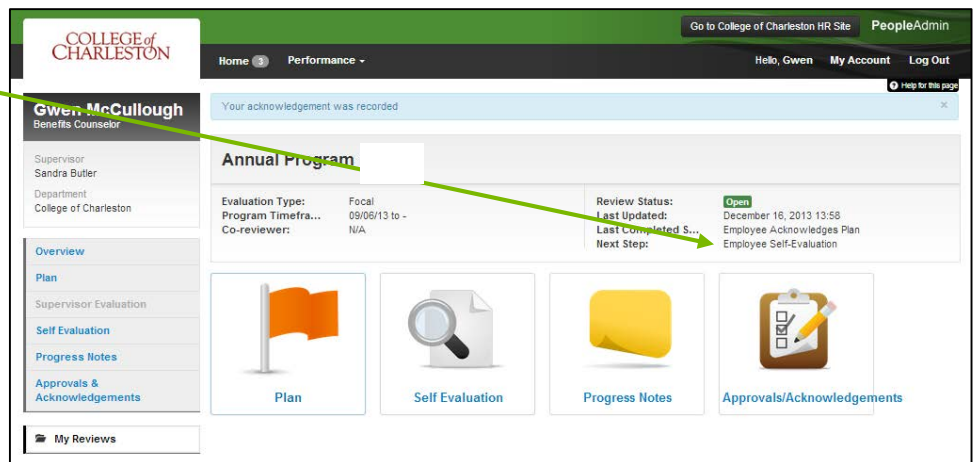 COLLEGE of
CHARLESTON
Go to College of Charleston HR Site PeopleAdmin
Home 3 Performance
Hello, Gwen My Account Log Out
? Help for this page
Gwen McCullough
Benefits Counselor
Supervisor
Sandra Butler
Department
College of Charleston
Overview
Plan
Supervisor Evaluation
Self Evaluation
Progress Notes
Approvals &
Acknowledgements
My Reviews
Your acknowledgement was recorded ×
Annual Program
Evaluation Type: Focal
Program Timefra... 09/06/13 to -
Co-reviewer: N/A
Review Status: Open
Last Updated: December 16, 2013 13:58
Last Completed S... Employee Acknowledges Plan
Next Step: Employee Self-Evaluation
Plan
Self Evaluation
Progress Notes
Approvals/Acknowledgements